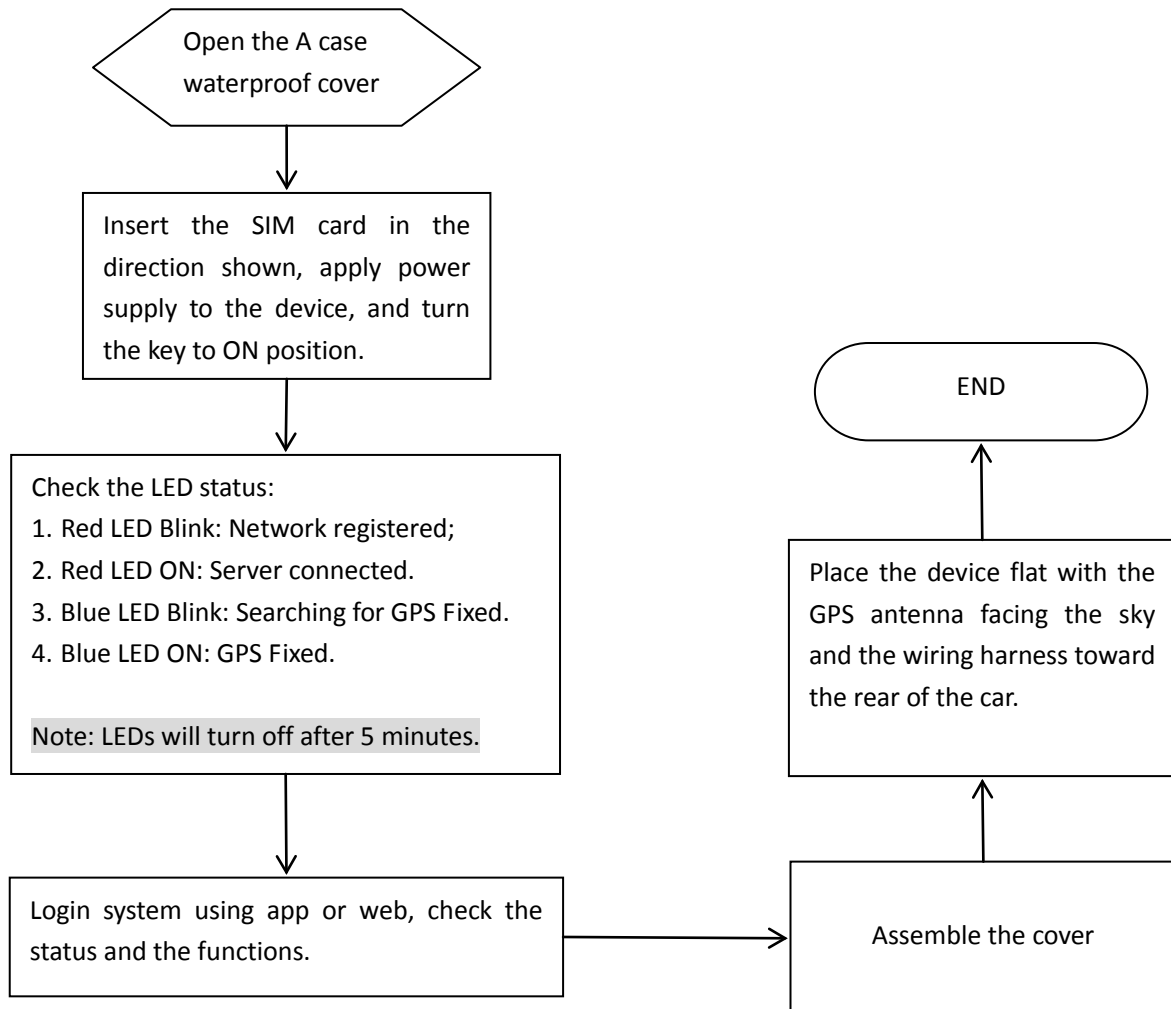 Open the A case
waterproof cover
Insert the SIM card in the
direction shown, apply power
supply to the device, and turn
the key to ON position.
Check the LED status:
1. Red LED Blink: Network registered;
2. Red LED ON: Server connected.
3. Blue LED Blink: Searching for GPS Fixed.
4. Blue LED ON: GPS Fixed.
Note: LEDs will turn off after 5 minutes.
Login system using app or web, check the
status and the functions.
Assemble the cover
Place the device flat with the
GPS antenna facing the sky
and the wiring harness toward
the rear of the car.
END